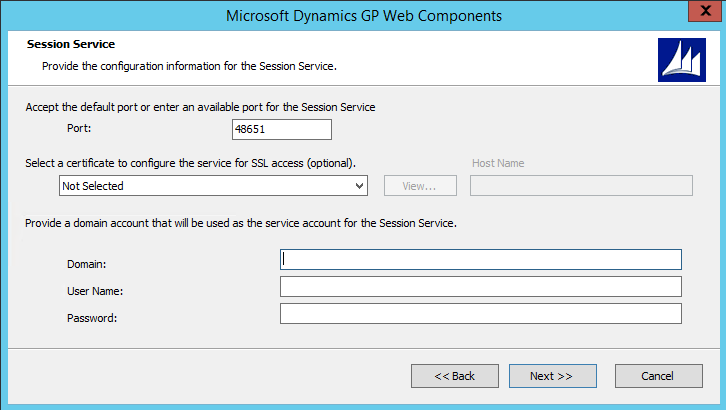 Microsoft Dynamics GP Web Components
X
Session Service
Provide the configuration information for the Session Service.
Accept the default port or enter an available port for the Session Service
Port: 48651
Select a certificate to configure the service for SSL access (optional). Host Name
Not Selected View...
Provide a domain account that will be used as the service account for the Session Service.
Domain:
User Name:
Password:
<< Back Next >> Cancel